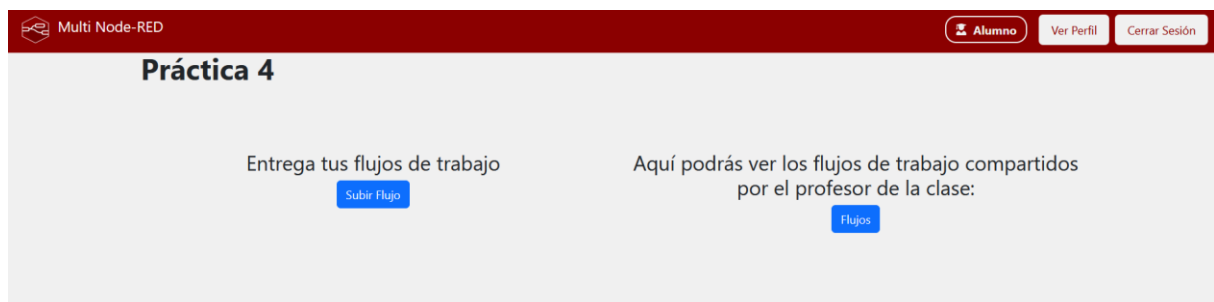 Multi Node-RED
Alumno
Ver Perfil
Cerrar Sesión
Práctica 4
Entrega tus flujos de trabajo
Subir Flujo
Aquí podrás ver los flujos de trabajo compartidos
por el profesor de la clase:
Flujos